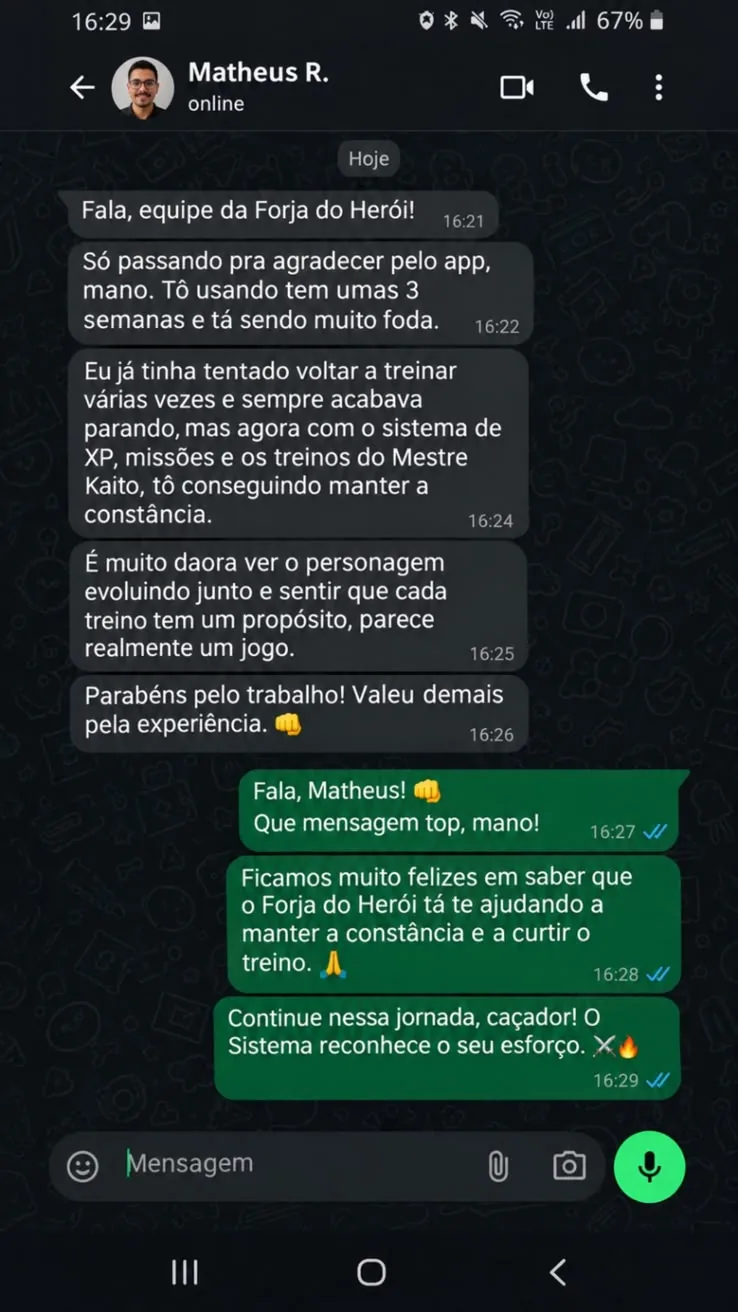 16:29
Vo)
LTE
67%
Matheus R.
online
Hoje
Fala, equipe da Forja do Herói!
16:21
Só passando pra agradecer pelo app,
mano. Tô usando tem umas 3
semanas e tá sendo muito foda.
16:22
Eu já tinha tentado voltar a treinar
várias vezes e sempre acabava
parando, mas agora com o sistema de
XP, missões e os treinos do Mestre
Kaito, tô conseguindo manter a
constância.
16:24
É muito daora ver o personagem
evoluindo junto e sentir que cada
treino tem um propósito, parece
realmente um jogo.
16:25
Parabéns pelo trabalho! Valeu demais
pela experiência. 👊
16:26
Fala, Matheus! 👊
Que mensagem top, mano!
16:27
Ficamos muito felizes em saber que
o Forja do Herói tá te ajudando a
manter a constância e a curtir o
treino. 🙏
16:28
Continue nessa jornada, caçador! O
Sistema reconhece o seu esforço. ⚔️🔥
16:29
Mensagem